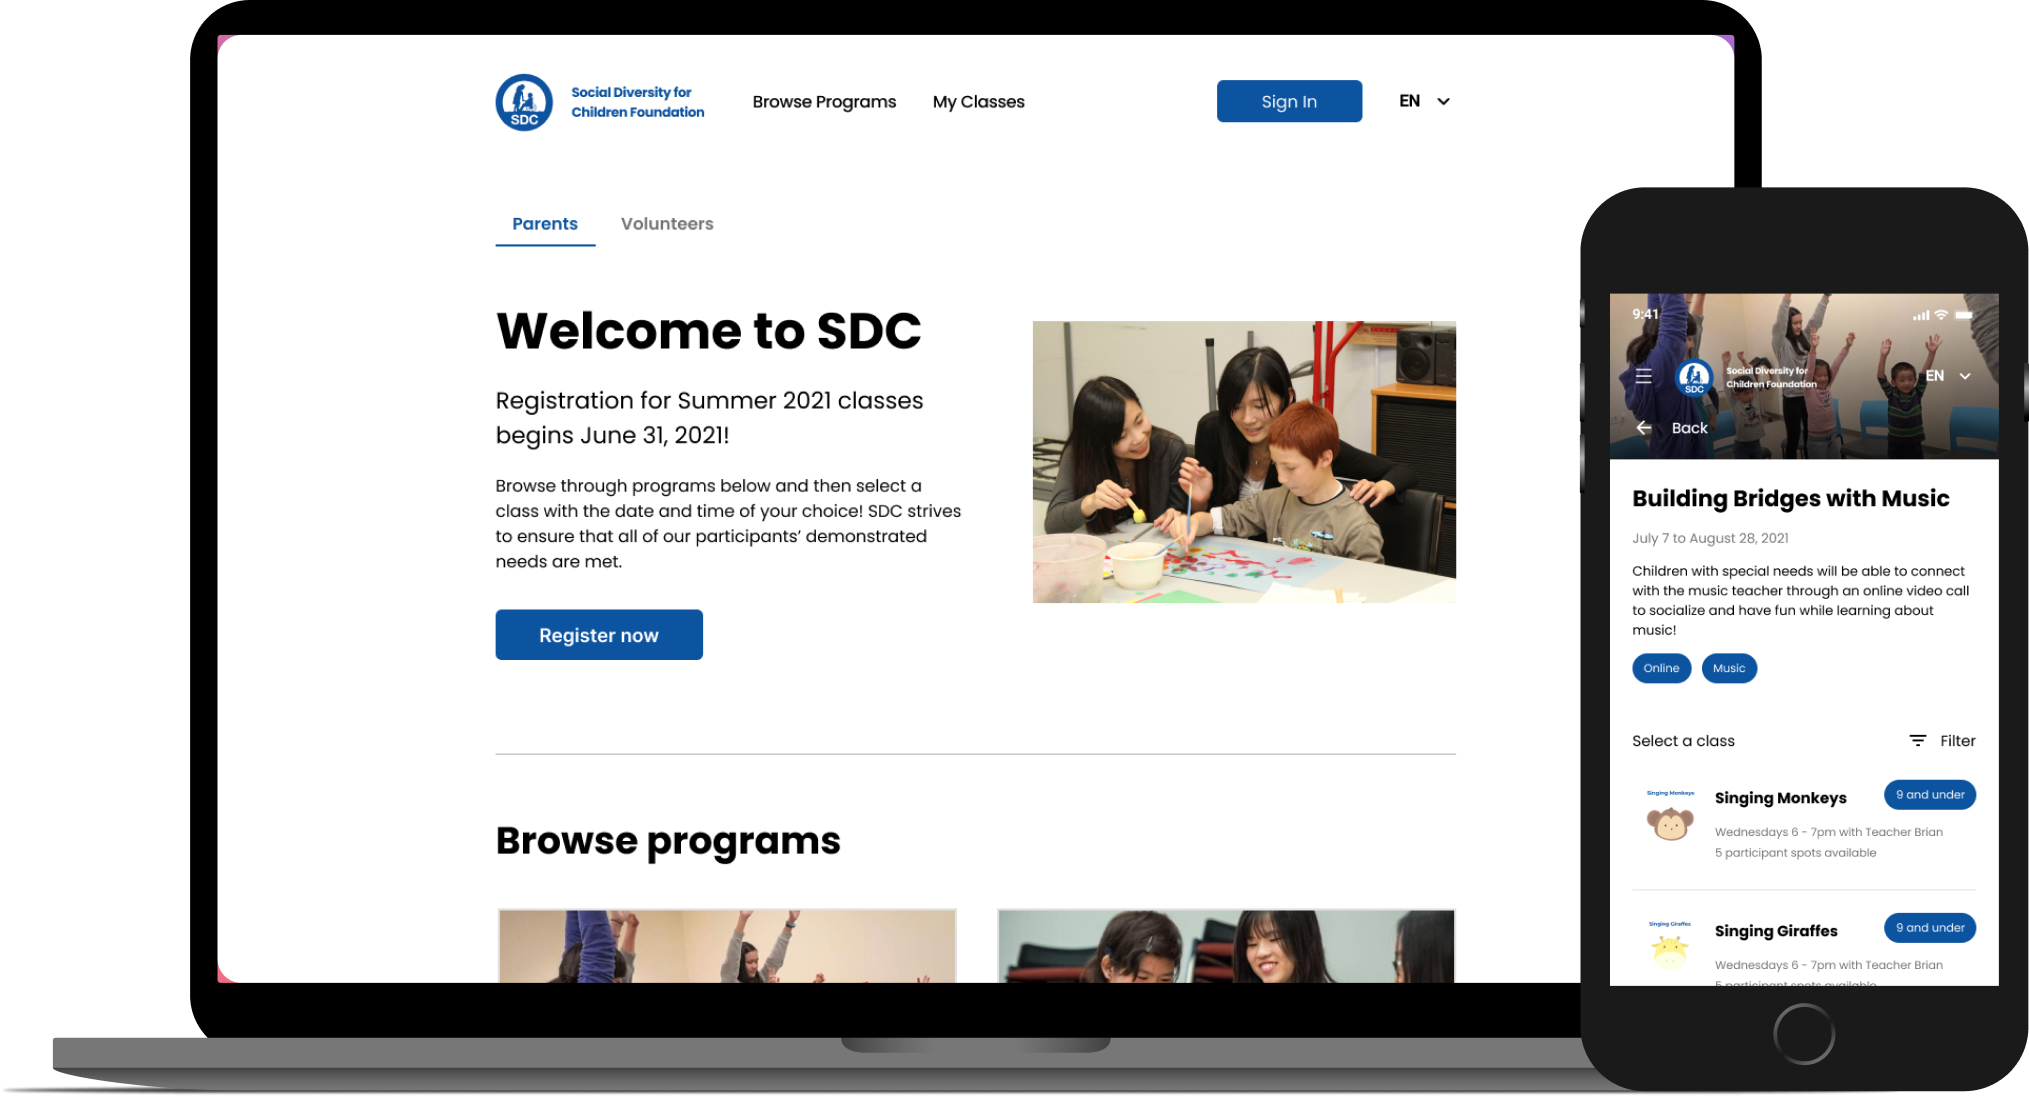 SDC
Social Diversity for
Children Foundation
Browse Programs
My Classes
Sign In
EN
Parents
Volunteers
Welcome to SDC
Registration for Summer 2021 classes
begins June 31, 2021!
Browse through programs below and then select a
class with the date and time of your choice! SDC strives
to ensure that all of our participants’ demonstrated
needs are met.
Register now
Browse programs
9:41
SDC
Social Diversity for
Children Foundation
EN
Back
Building Bridges with Music
July 7 to August 28, 2021
Children with special needs will be able to connect
with the music teacher through an online video call
to socialize and have fun while learning about
music!
Online
Music
Select a class
Filter
Singing Monkeys
Singing Monkeys
9 and under
Wednesdays 6 - 7pm with Teacher Brian
5 participant spots available
Singing Giraffes
Singing Giraffes
9 and under
Wednesdays 6 - 7pm with Teacher Brian
5 participant spots available